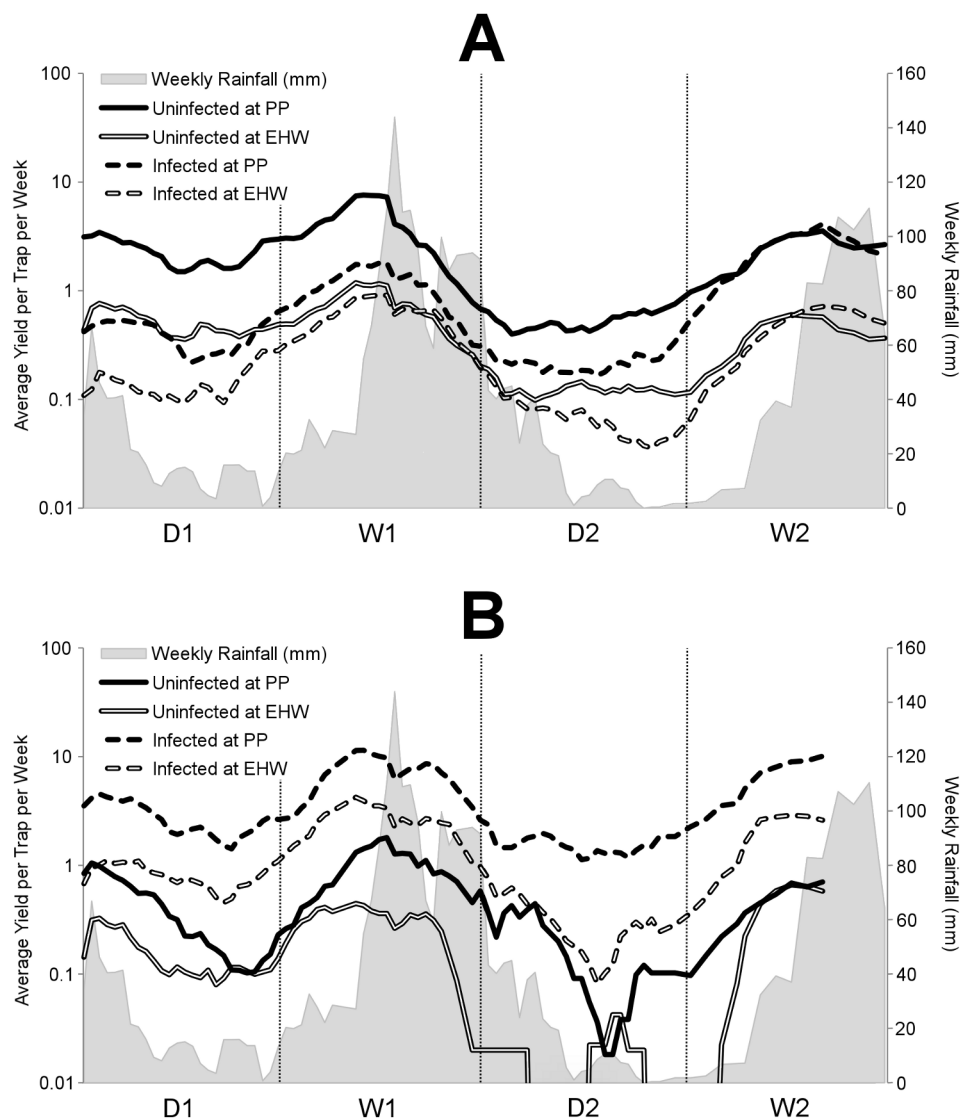 A
100
10
1
0.1
0.01
Average Yield per Trap per Week
Weekly Rainfall (mm)
Uninfected at PP
Uninfected at EHW
Infected at PP
Infected at EHW
160
140
120
100
80
60
40
20
0
Weekly Rainfall (mm)
D1 W1 D2 W2
B
100
10
1
0.1
0.01
Average Yield per Trap per Week
Weekly Rainfall (mm)
Uninfected at PP
Uninfected at EHW
Infected at PP
Infected at EHW
160
140
120
100
80
60
40
20
0
Weekly Rainfall (mm)
D1 W1 D2 W2